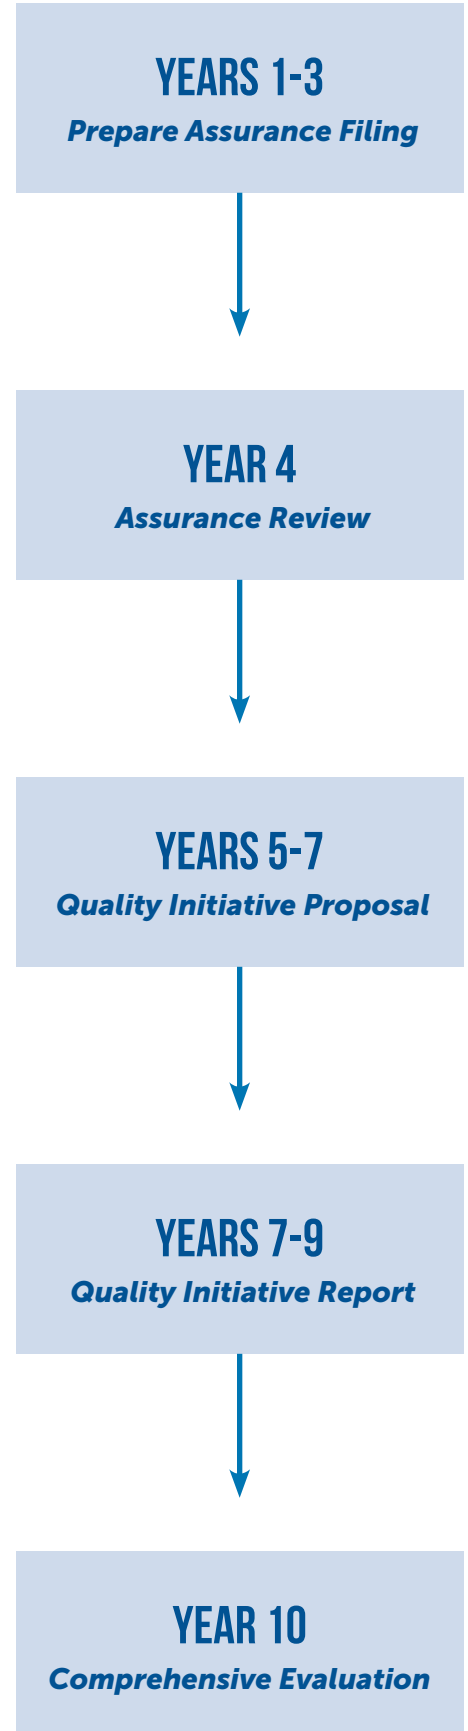 YEARS 1-3
Prepare Assurance Filing
YEAR 4
Assurance Review
YEARS 5-7
Quality Initiative Proposal
YEARS 7-9
Quality Initiative Report
YEAR 10
Comprehensive Evaluation